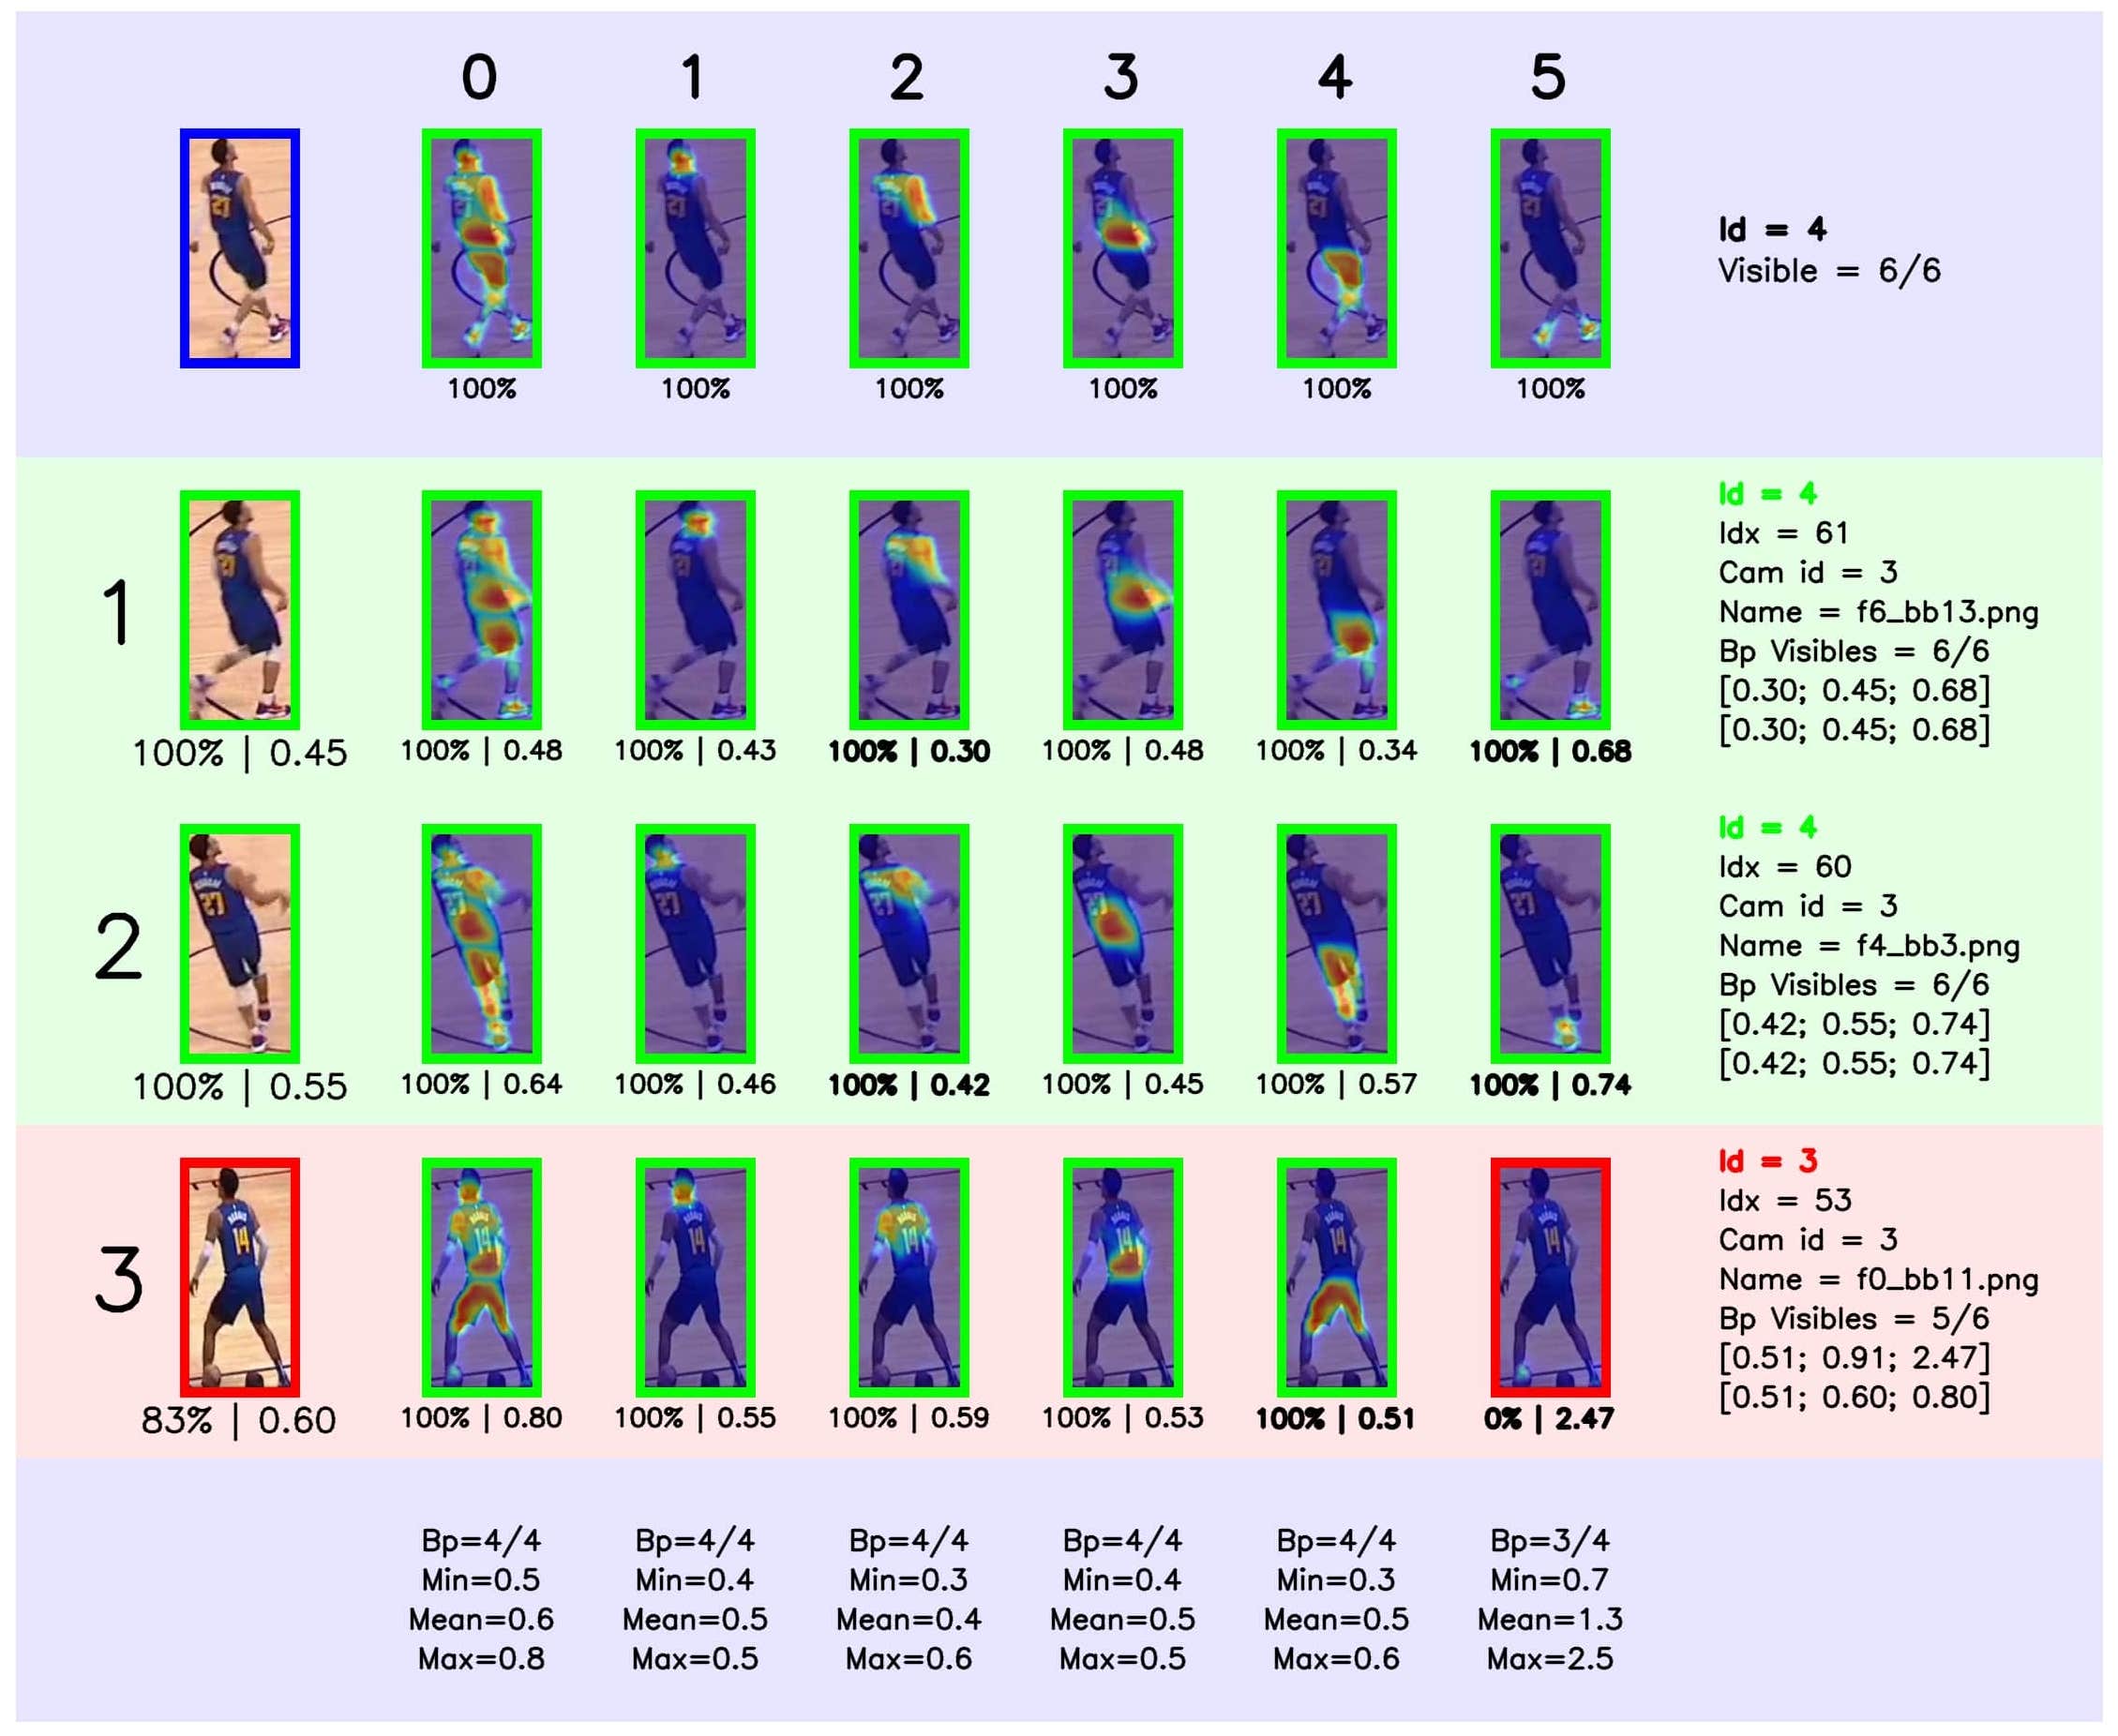 0 1 2 3 4 5
Id = 4
Visible = 6/6
100% 100% 100% 100% 100% 100%
1
Id = 4
Idx = 61
Cam id = 3
Name = f6_bb13.png
Bp Visibles = 6/6
[0.30; 0.45; 0.68]
[0.30; 0.45; 0.68]
100% | 0.45 100% | 0.48 100% | 0.43 100% | 0.30 100% | 0.48 100% | 0.34 100% | 0.68
2
27
Id = 4
Idx = 60
Cam id = 3
Name = f4_bb3.png
Bp Visibles = 6/6
[0.42; 0.55; 0.74]
[0.42; 0.55; 0.74]
100% | 0.55 100% | 0.64 100% | 0.46 100% | 0.42 100% | 0.45 100% | 0.57 100% | 0.74
3
14 14 14 14 14 14 14
Id = 3
Idx = 53
Cam id = 3
Name = f0_bb11.png
Bp Visibles = 5/6
[0.51; 0.91; 2.47]
[0.51; 0.60; 0.80]
83% | 0.60 100% | 0.80 100% | 0.55 100% | 0.59 100% | 0.53 100% | 0.51 0% | 2.47
Bp=4/4 Bp=4/4 Bp=4/4 Bp=4/4 Bp=4/4 Bp=3/4
Min=0.5 Min=0.4 Min=0.3 Min=0.4 Min=0.3 Min=0.7
Mean=0.6 Mean=0.5 Mean=0.4 Mean=0.5 Mean=0.5 Mean=1.3
Max=0.8 Max=0.5 Max=0.6 Max=0.5 Max=0.6 Max=2.5